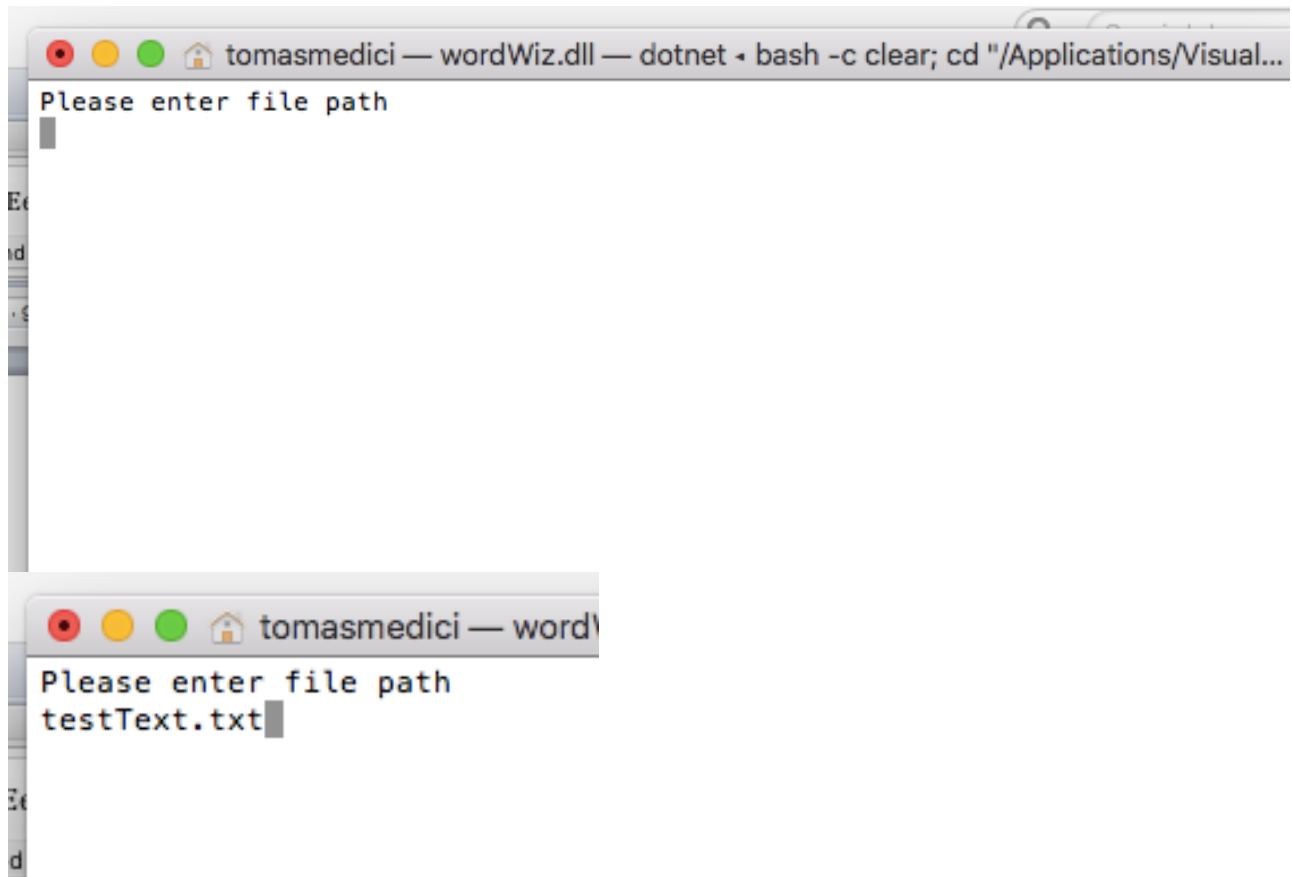 tomasmedici — wordWiz.dll — dotnet ◂ bash -c clear; cd "/Applications/Visual...
Please enter file path
tomasmedici — word
Please enter file path
testText.txt